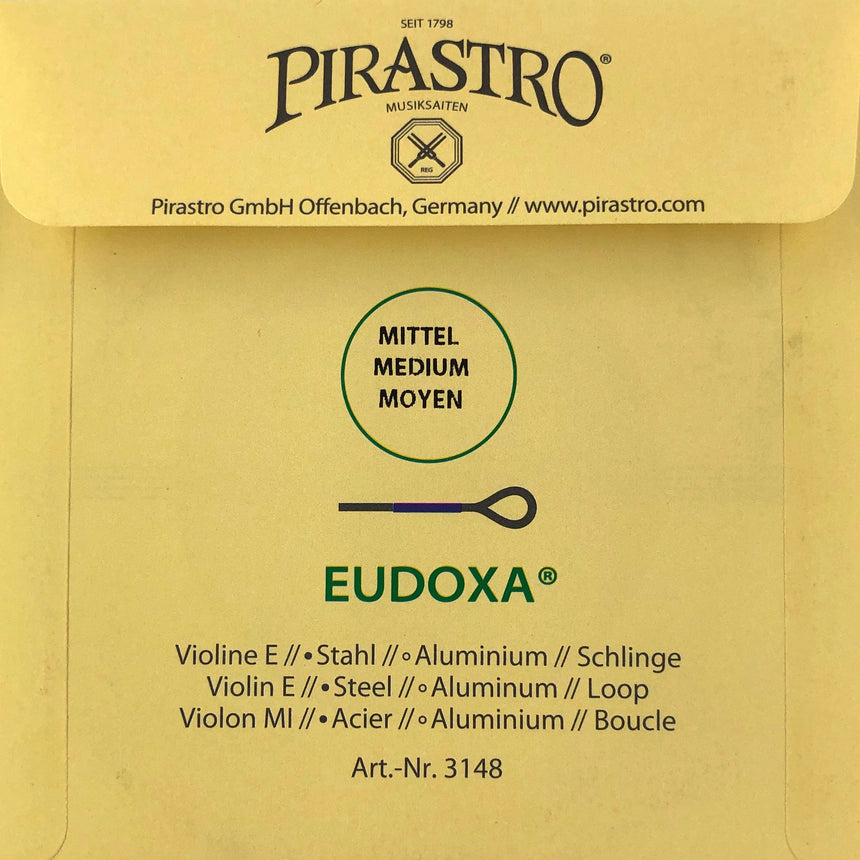 SEIT 1798
PIRASTRO®
MUSIKSAITEN
REG
Pirastro GmbH Offenbach, Germany // www.pirastro.com
MITTEL
MEDIUM
MOYEN
EUDOXA®
Violine E // • Stahl // ∘ Aluminium // Schlinge
Violin E // • Steel // ∘ Aluminum // Loop
Violon MI // • Acier // ∘ Aluminium // Boucle
Art.-Nr. 3148